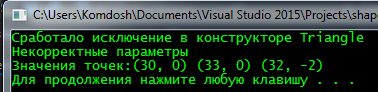 C:\Users\Komdosh\Documents\Visual Studio 2015\Projects\shap
Сработало исключение в конструкторе Triangle
Некорректные параметры
Значения точек:(30, 0) (33, 0) (32, -2)
Для продолжения нажмите любую клавишу . . .